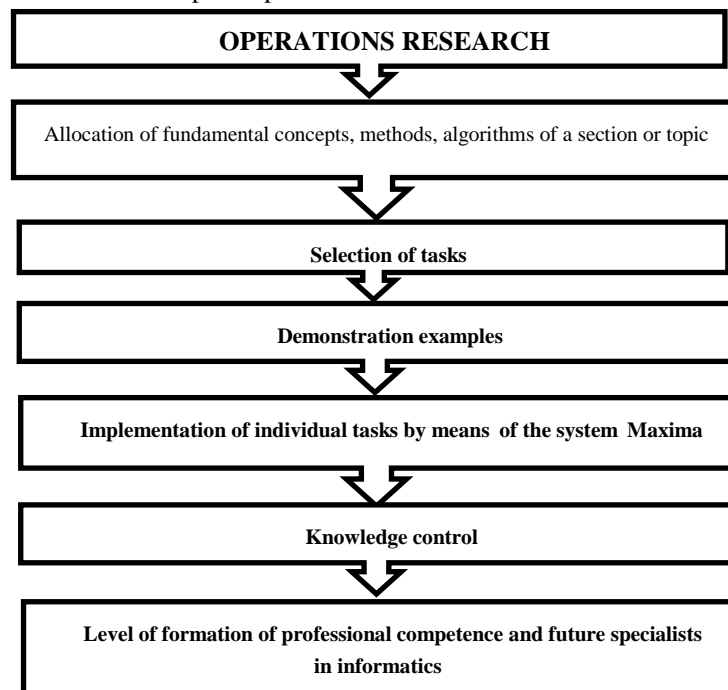 OPERATIONS RESEARCH
Allocation of fundamental concepts, methods, algorithms of a section or topic
Selection of tasks
Demonstration examples
Implementation of individual tasks by means of the system Maxima
Knowledge control
Level of formation of professional competence and future specialists
in informatics